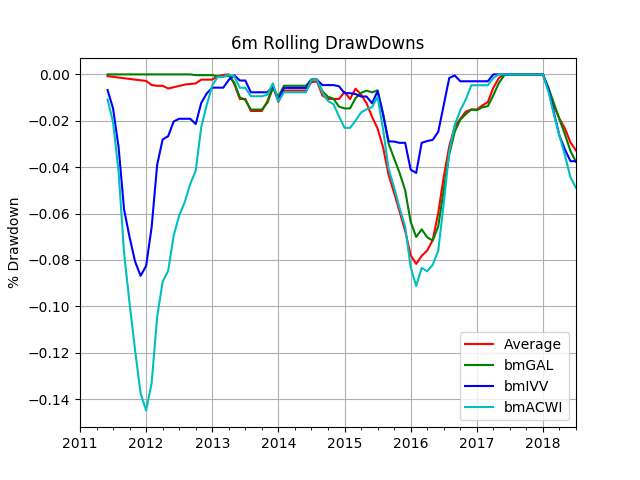 6m Rolling DrawDowns
% Drawdown
0.00
−0.02
−0.04
−0.06
−0.08
−0.10
−0.12
−0.14
2011 2012 2013 2014 2015 2016 2017 2018
Average
bmGAL
bmIVV
bmACWI